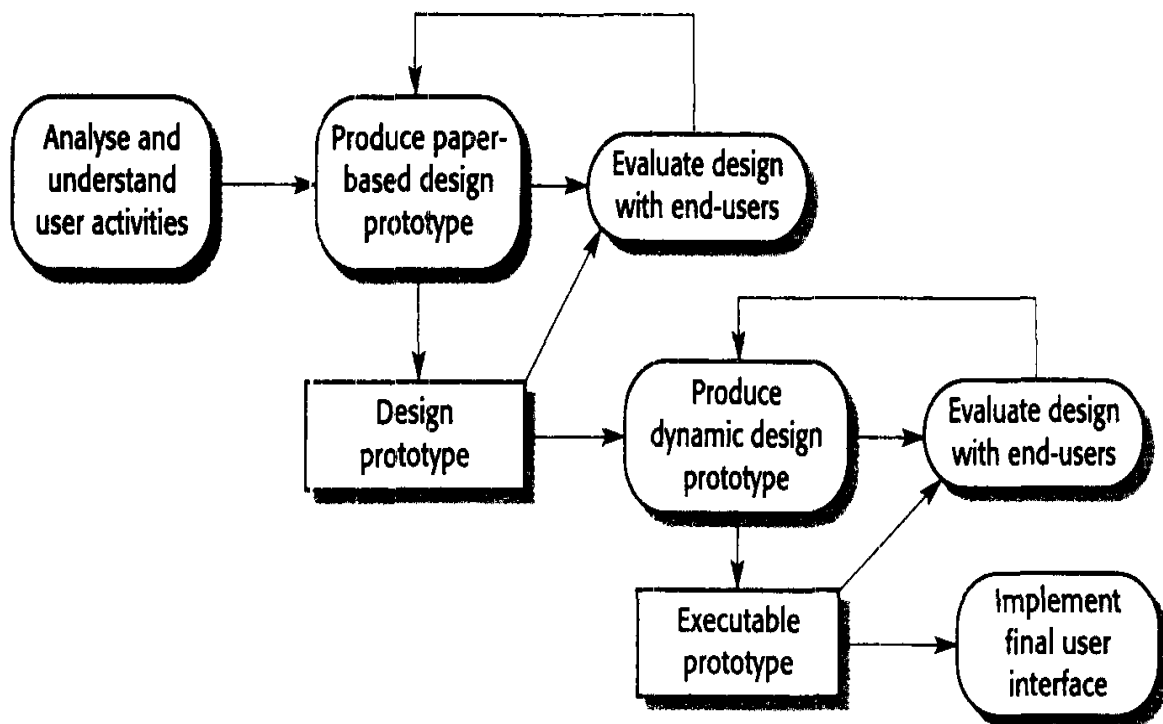 Analyse and
understand
user activities
Produce paper-
based design
prototype
Evaluate design
with end-users
Design
prototype
Produce
dynamic design
prototype
Evaluate design
with end-users
Executable
prototype
Implement
final user
interface